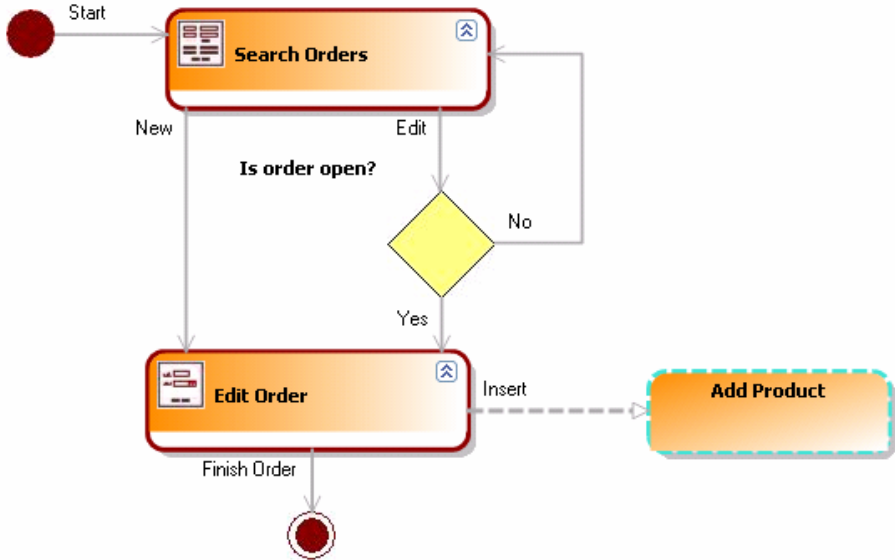 Start
Search Orders
New
Edit
Is order open?
No
Yes
Edit Order
Insert
Add Product
Finish Order